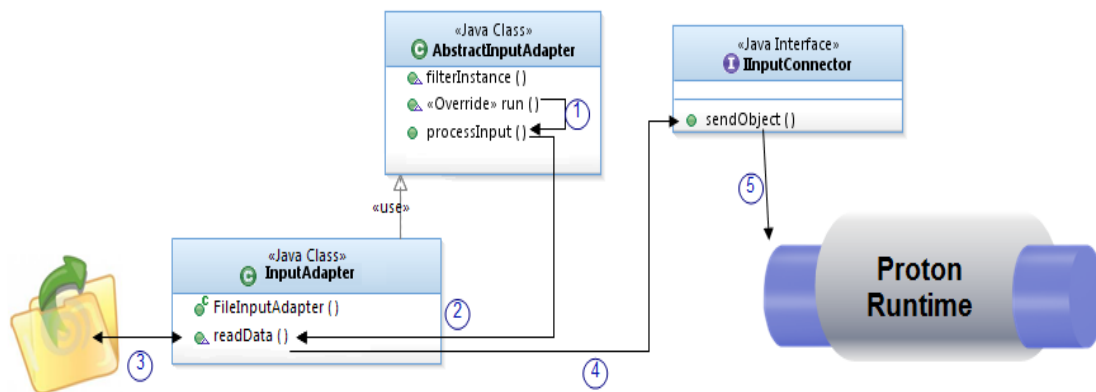 «Java Class»
C AbstractInputAdapter
filterInstance ( )
«Override» run ( )
processInput ( )
1
«Java Interface»
I IInputConnector
sendObject ( )
5
«use»
«Java Class»
C InputAdapter
C FileInputAdapter ( )
readData ( )
2
3
4
Proton
Runtime